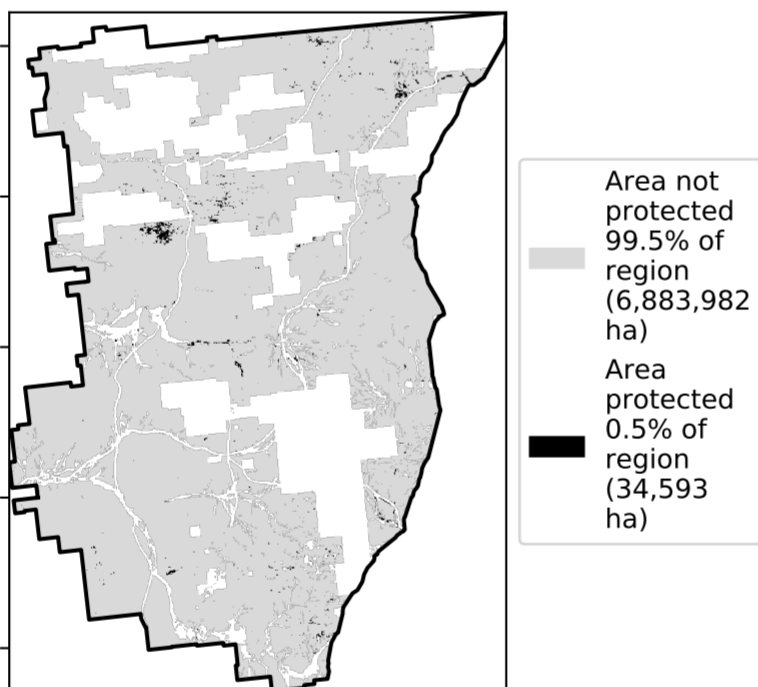 Area not
protected
99.5% of
region
(6,883,982
ha)
Area
protected
0.5% of
region
(34,593
ha)